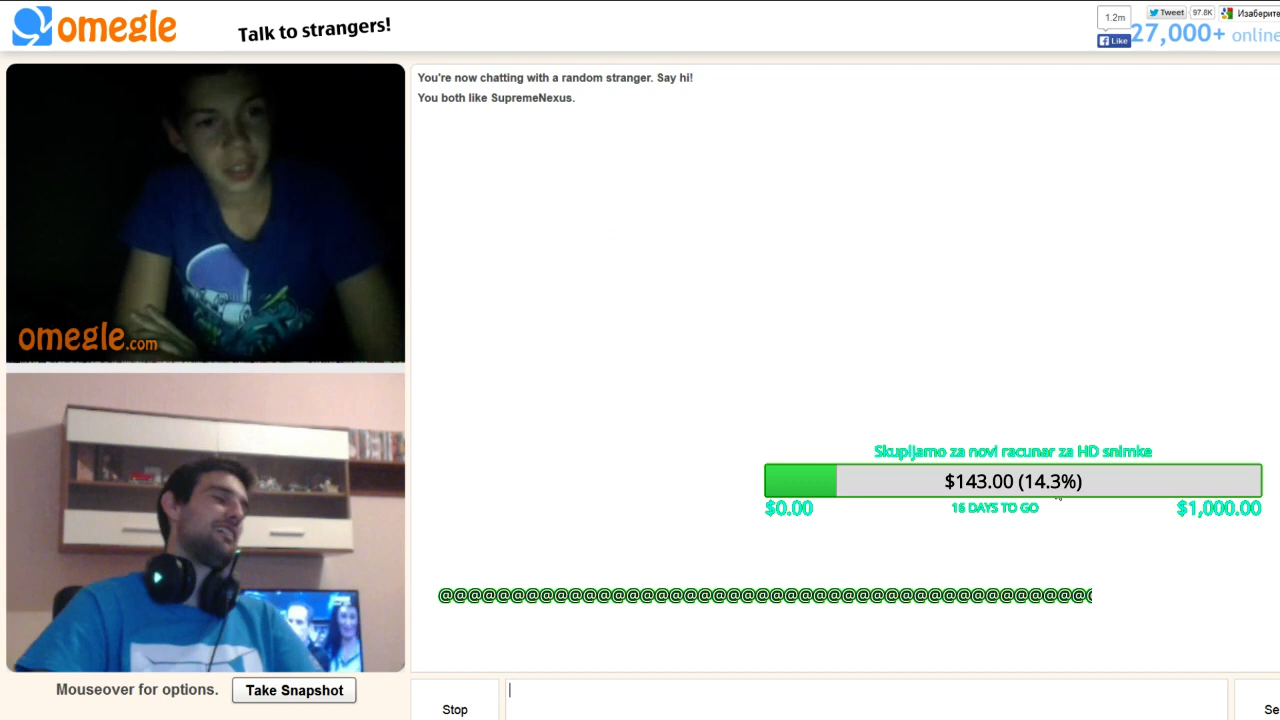 omegle
Talk to strangers!
1.2m
Like
Tweet
97.8K
Изаберите
27,000+ online
You're now chatting with a random stranger. Say hi!
You both like SupremeNexus.
omegle.com
Skupljamo za novi racunar za HD snimke
$143.00 (14.3%)
$0.00
16 DAYS TO GO
$1,000.00
@@@@@@@@@@@@@@@@@@@@@@@@@@@@@@@@@@@@@@@@@@@@@
Mouseover for options.
Take Snapshot
Stop
Se